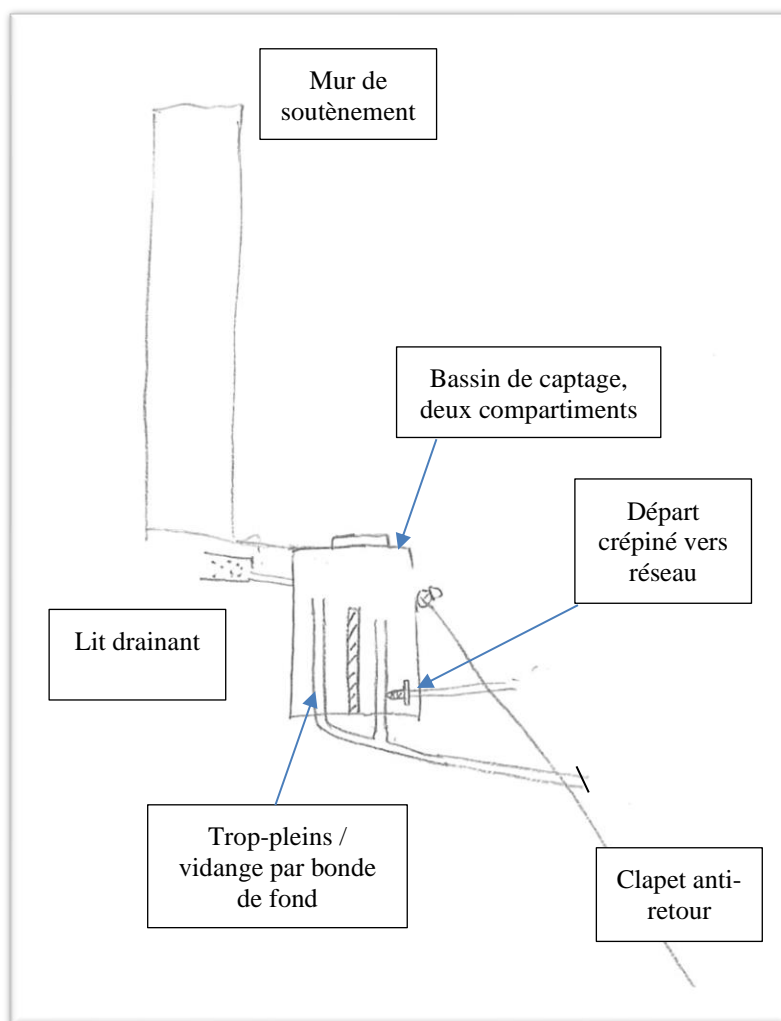 Mur de
soutènement
Bassin de captage,
deux compartiments
Départ
crépiné vers
réseau
Lit drainant
Trop-pleins /
vidange par bonde
de fond
Clapet anti-
retour